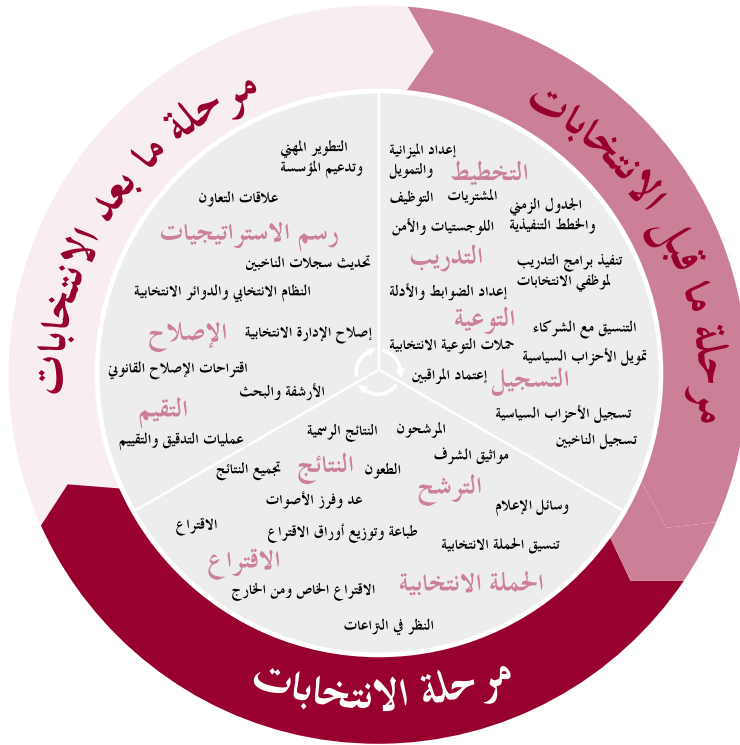 مرحلة ما قبل الانتخابات
إعداد الميزانية
والتمويل
التخطيط
المشتريات
التوظيف
الجدول الزمني
والخطط التنفيذية
اللوجستيات والأمن
التدريب
تنفيذ برامج التدريب
لموظفي الانتخابات
إعداد الضوابط والأدلة
التوعية
التنسيق مع الشركاء
حملات التوعية الانتخابية
تمويل الأحزاب السياسية
التسجيل
إعتماد المراقبين
تسجيل الأحزاب السياسية
تسجيل الناخبين
مرحلة الانتخابات
المرشحون
مواثيق الشرف
الترشح
وسائل الإعلام
تنسيق الحملة الانتخابية
الحملة الانتخابية
النتائج الرسمية
النتائج
الطعون
تجميع النتائج
عد وفرز الأصوات
الاقتراع
طباعة وتوزيع أوراق الاقتراع
الاقتراع
الاقتراع الخاص ومن الخارج
النظر في النزاعات
مرحلة ما بعد الانتخابات
التطوير المهني
وتدعيم المؤسسة
علاقات التعاون
رسم الاستراتيجيات
تحديث سجلات الناخبين
النظام الانتخابي والدوائر الانتخابية
الإصلاح
إصلاح الإدارة الانتخابية
اقتراحات الإصلاح القانوني
الأرشفة والبحث
التقيم
عمليات التدقيق والتقييم